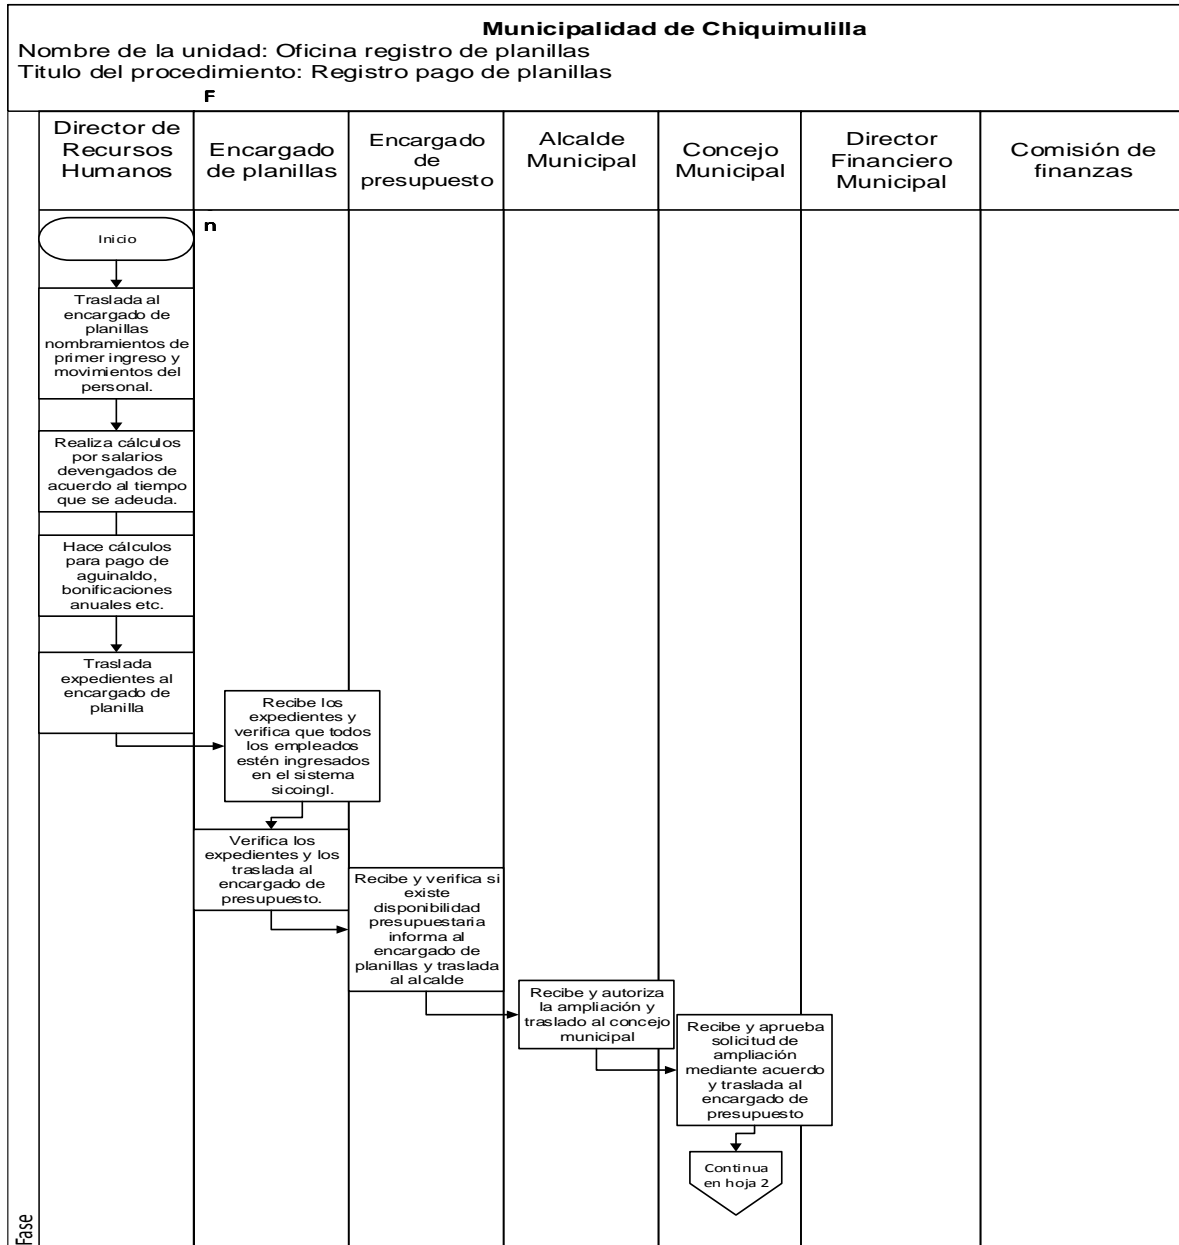 Municipalidad de Chiquimulilla
Nombre de la unidad: Oficina registro de planillas
Titulo del procedimiento: Registro pago de planillas
F
Director de
Recursos
Humanos
Encargado
de planillas
Encargado
de
presupuesto
Alcalde
Municipal
Concejo
Municipal
Director
Financiero
Municipal
Comisión de
finanzas
n
Inicio
Traslada al
encargado de
planillas
nombramientos de
primer ingreso y
movimientos del
personal.
Realiza cálculos
por salarios
devengados de
acuerdo al tiempo
que se adeuda.
Hace cálculos
para pago de
aguinaldo,
bonificaciones
anuales etc.
Traslada
expedientes al
encargado de
planilla
Recibe los
expedientes y
verifica que todos
los empleados
estén ingresados
en el sistema
sicoingl.
Verifica los
expedientes y los
traslada al
encargado de
presupuesto.
Recibe y verifica si
existe
disponibilidad
presupuestaria
informa al
encargado de
planillas y traslada
al alcalde
Recibe y autoriza
la ampliación y
traslado al concejo
municipal
Recibe y aprueba
solicitud de
ampliación
mediante acuerdo
y traslada al
encargado de
presupuesto
Continua
en hoja 2
Fase